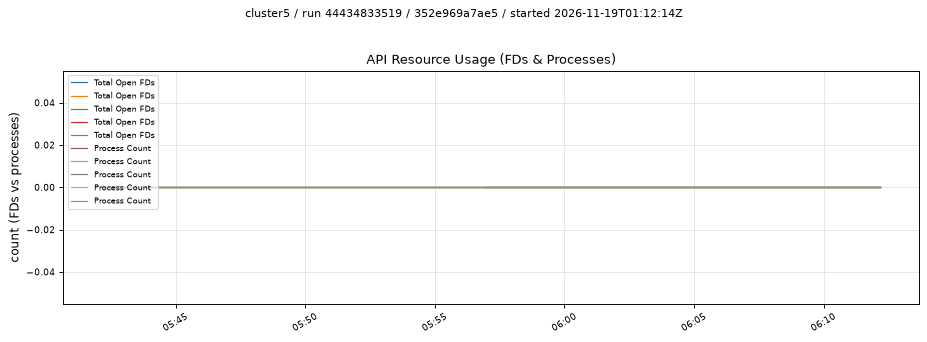 cluster5 / run 44434833519 / 352e969a7ae5 / started 2026-11-19T01:12:14Z
API Resource Usage (FDs & Processes)
count (FDs vs processes)
0.04
0.02
0.00
−0.02
−0.04
Total Open FDs
Total Open FDs
Total Open FDs
Total Open FDs
Total Open FDs
Process Count
Process Count
Process Count
Process Count
Process Count
05:45
05:50
05:55
06:00
06:05
06:10